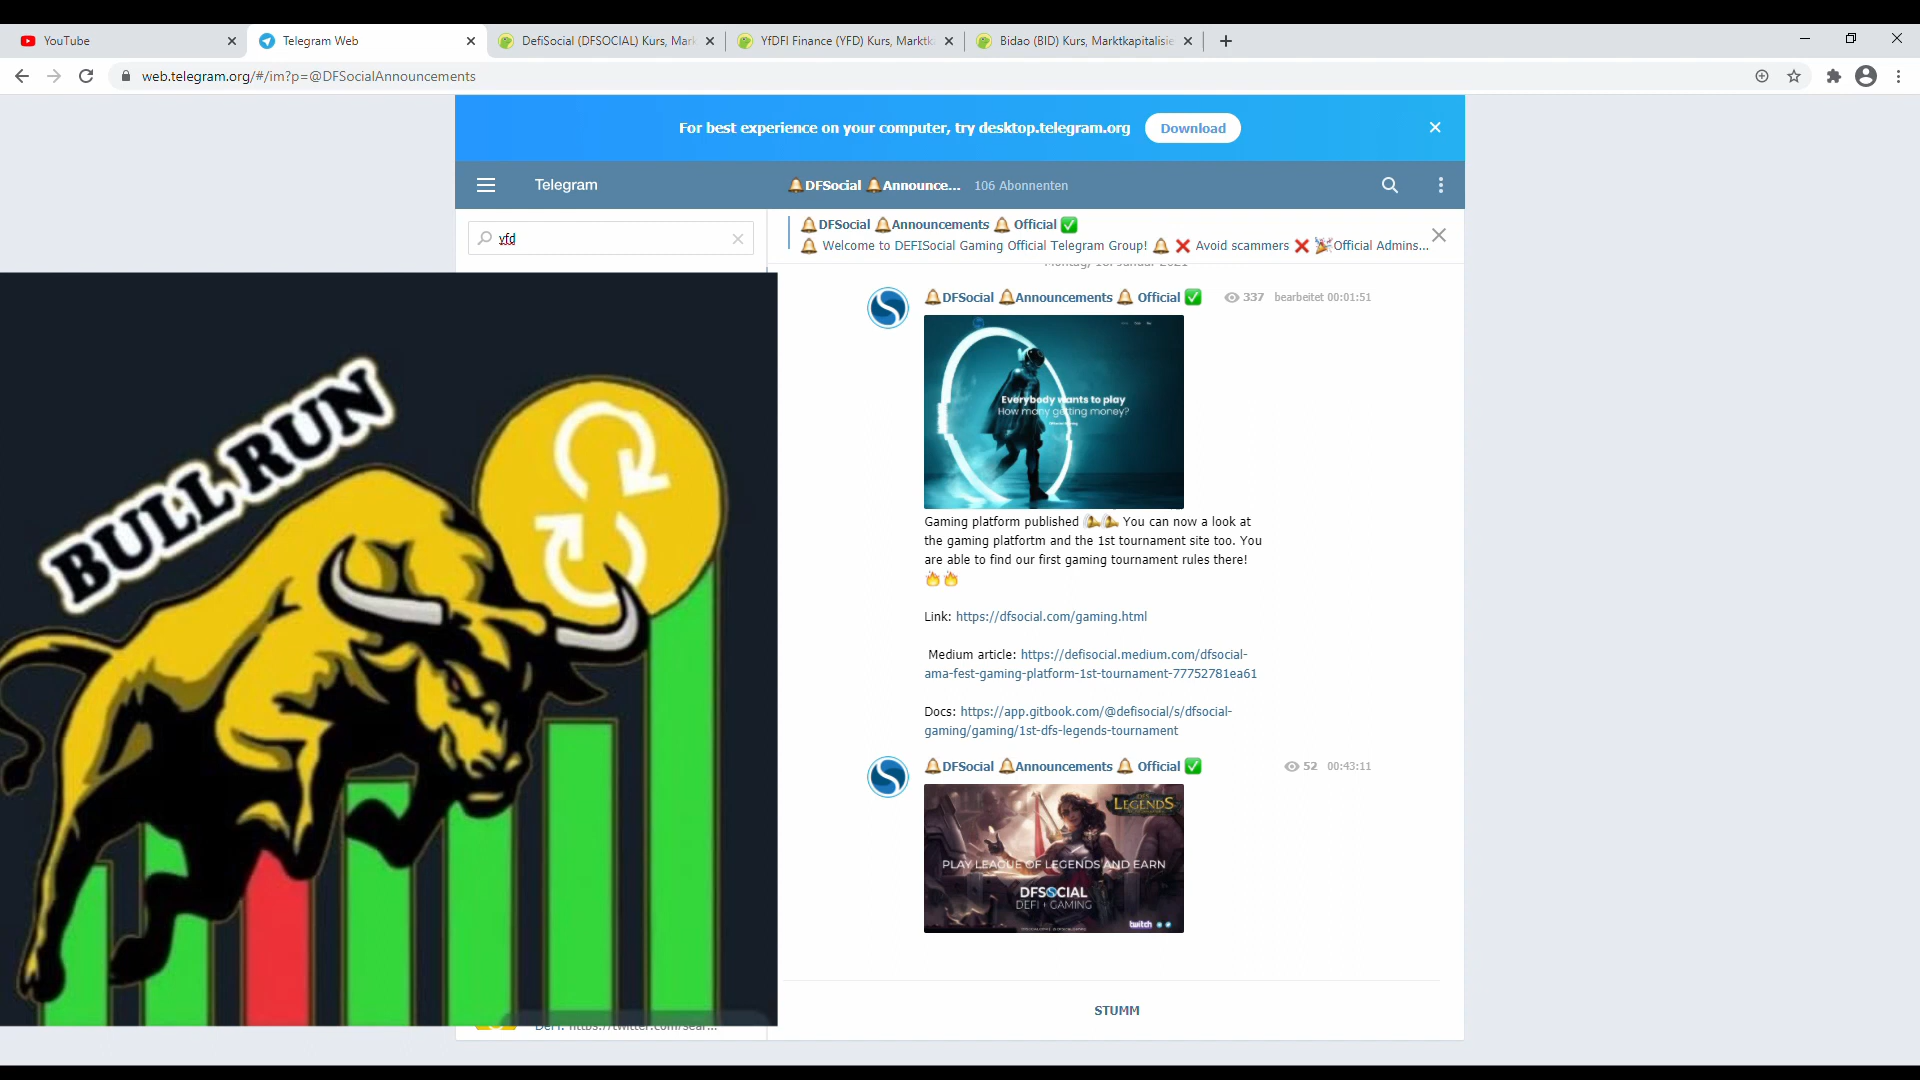 YouTube
Telegram Web
DefiSocial (DFSOCIAL) Kurs, Mark
YfDFI Finance (YFD) Kurs, Marktk
Bidao (BID) Kurs, Marktkapitalisie
web.telegram.org/#/im?p=@DFSocialAnnouncements
For best experience on your computer, try desktop.telegram.org
Download
Telegram
🔔DFSocial 🔔Announce... 106 Abonnenten
yfd
🔔DFSocial 🔔Announcements 🔔 Official ✅
🔔 Welcome to DEFISocial Gaming Official Telegram Group! 🔔 ❌ Avoid scammers ❌ 🎉Official Admins...
🔔DFSocial 🔔Announcements 🔔 Official ✅ 337 bearbeitet 00:01:51
Everybody wants to play
How many getting money?
Gaming platform published 👏👏 You can now a look at
the gaming platfortm and the 1st tournament site too. You
are able to find our first gaming tournament rules there!
🔥🔥
Link: https://dfsocial.com/gaming.html
Medium article: https://defisocial.medium.com/dfsocial-
ama-fest-gaming-platform-1st-tournament-77752781ea61
Docs: https://app.gitbook.com/@defisocial/s/dfsocial-
gaming/gaming/1st-dfs-legends-tournament
🔔DFSocial 🔔Announcements 🔔 Official ✅ 52 00:43:11
LEGENDS
PLAY LEAGUE OF LEGENDS AND EARN
DFSOCIAL
DEFI + GAMING
twitch
STUMM
BULL RUN